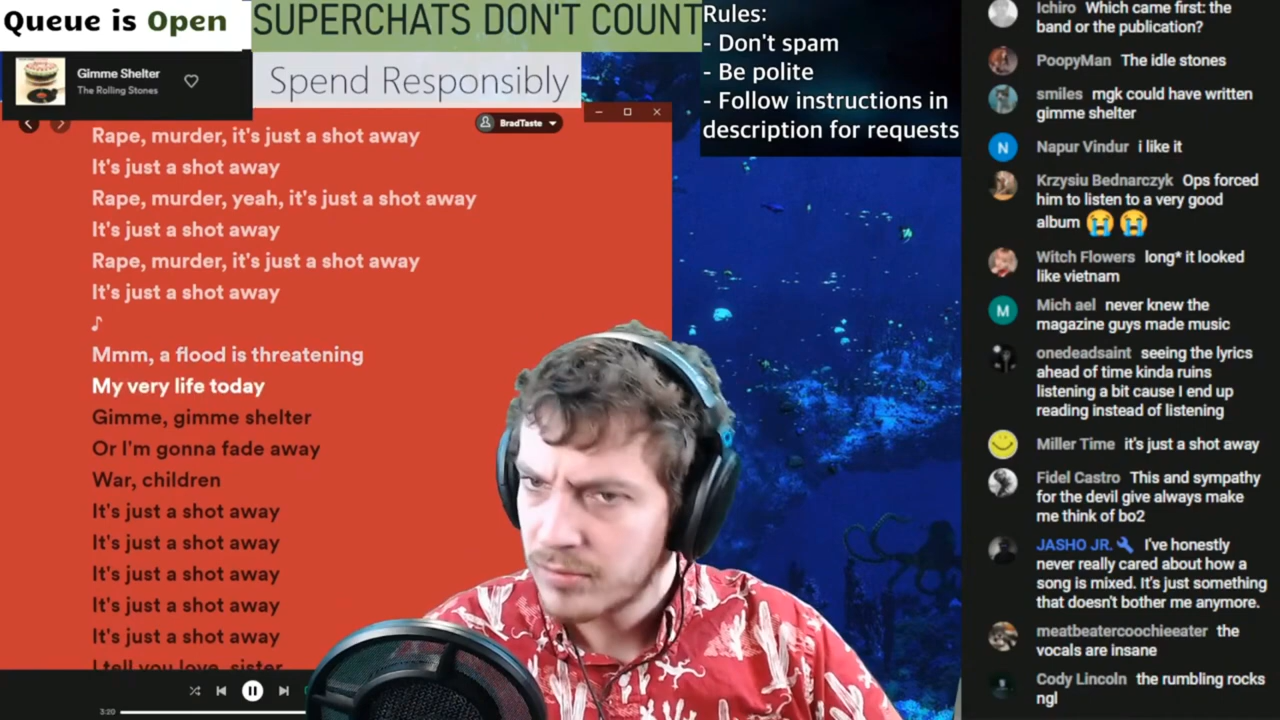 Queue is Open
SUPERCHATS DON'T COUNT
Spend Responsibly
Rules:
- Don't spam
- Be polite
- Follow instructions in
description for requests
Gimme Shelter
The Rolling Stones
BradTaste
Rape, murder, it's just a shot away
It's just a shot away
Rape, murder, yeah, it's just a shot away
It's just a shot away
Rape, murder, it's just a shot away
It's just a shot away
♪
Mmm, a flood is threatening
My very life today
Gimme, gimme shelter
Or I'm gonna fade away
War, children
It's just a shot away
It's just a shot away
It's just a shot away
It's just a shot away
It's just a shot away
I tell you love, sister
3:20
Ichiro Which came first: the
band or the publication?
PoopyMan The idle stones
smiles mgk could have written
gimme shelter
N
Napur Vindur i like it
Krzysiu Bednarczyk Ops forced
him to listen to a very good
album 😭 😭
Witch Flowers long* it looked
like vietnam
M
Mich ael never knew the
magazine guys made music
onedeadsaint seeing the lyrics
ahead of time kinda ruins
listening a bit cause I end up
reading instead of listening
Miller Time it's just a shot away
Fidel Castro This and sympathy
for the devil give always make
me think of bo2
JASHO JR. 🔧 I've honestly
never really cared about how a
song is mixed. It's just something
that doesn't bother me anymore.
meatbeatercoochieeater the
vocals are insane
Cody Lincoln the rumbling rocks
ngl